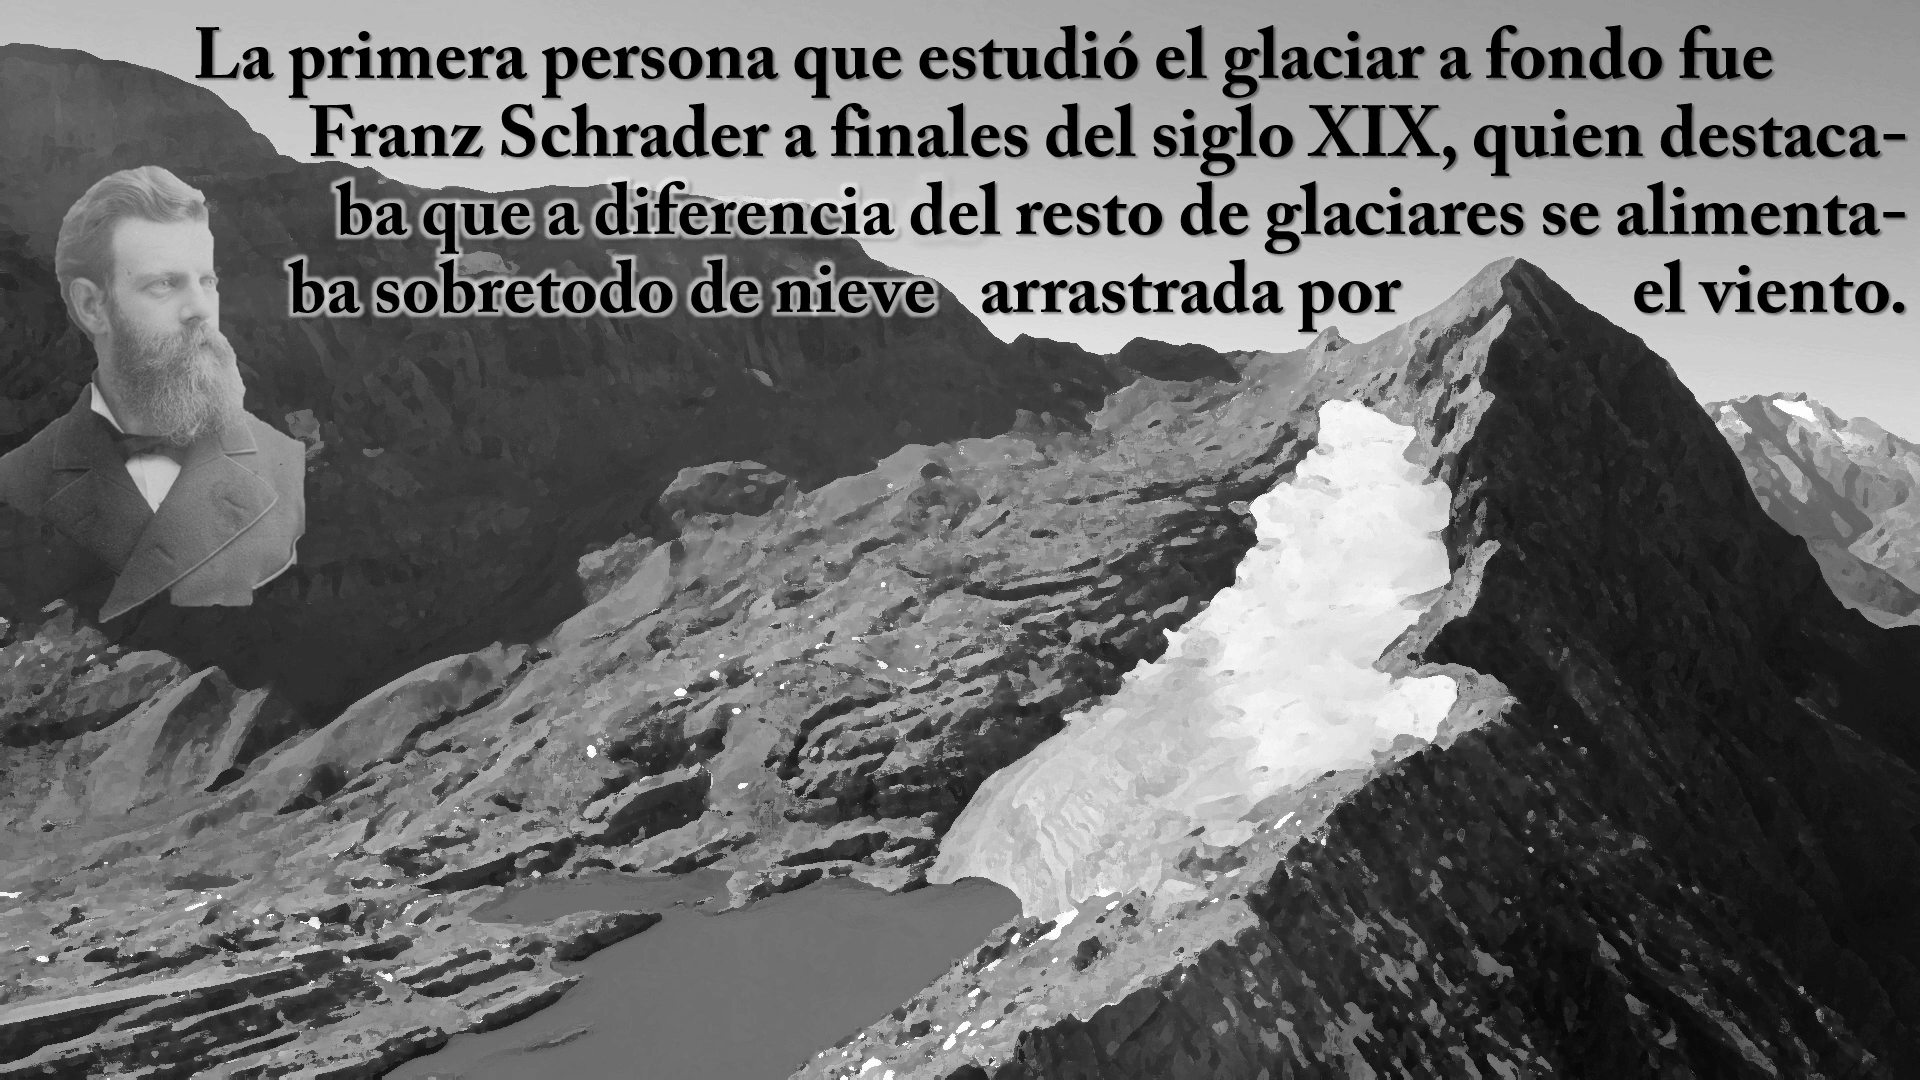 La primera persona que estudió el glaciar a fondo fue
Franz Schrader a finales del siglo XIX, quien destaca-
ba que a diferencia del resto de glaciares se alimenta-
ba sobretodo de nieve arrastrada por el viento.